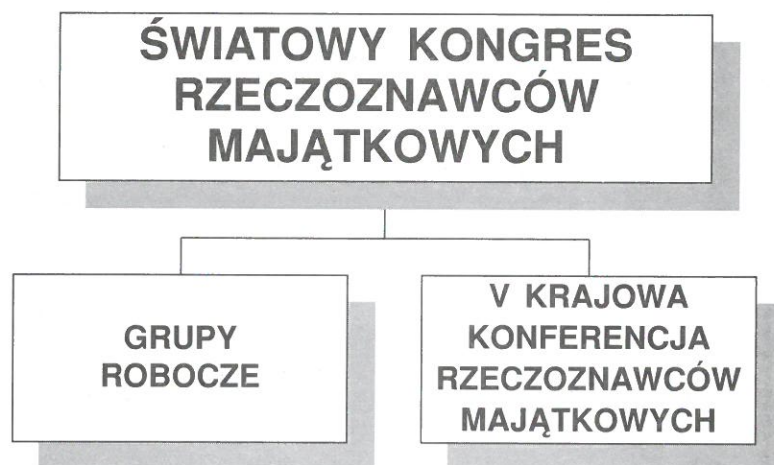 ŚWIATOWY KONGRES
RZECZOZNAWCÓW
MAJĄTKOWYCH
GRUPY
ROBOCZE
V KRAJOWA
KONFERENCJA
RZECZOZNAWCÓW
MAJĄTKOWYCH